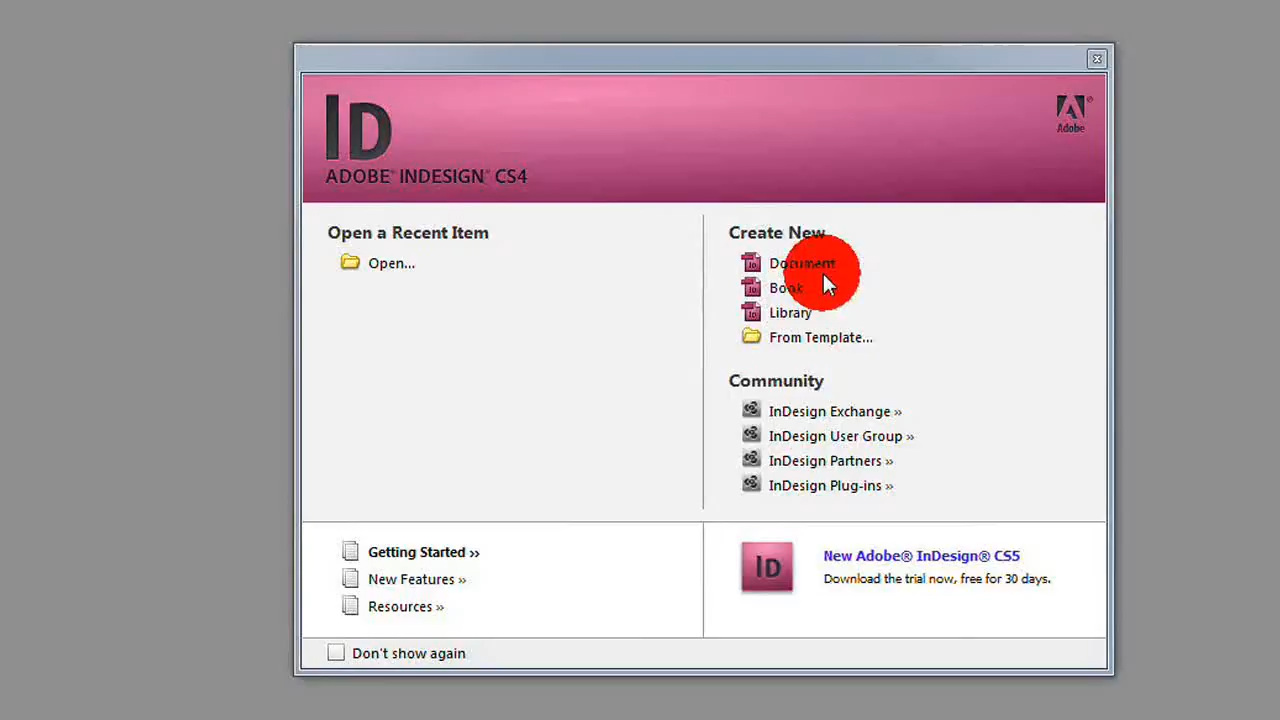 ID
Adobe
ADOBE® INDESIGN® CS4
Open a Recent Item
Open...
Create New
Document
Book
Library
From Template...
Community
InDesign Exchange »
InDesign User Group »
InDesign Partners »
InDesign Plug-ins »
Getting Started »
New Features »
Resources »
ID
New Adobe® InDesign® CS5
Download the trial now, free for 30 days.
Don't show again